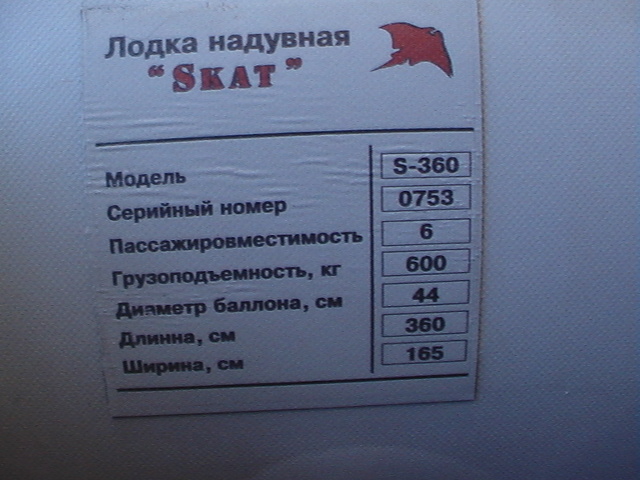 Лодка надувная
“SKAT”
Модель S-360
Серийный номер 0753
Пассажировместимость 6
Грузоподъемность, кг 600
Диаметр баллона, см 44
Длинна, см 360
Ширина, см 165